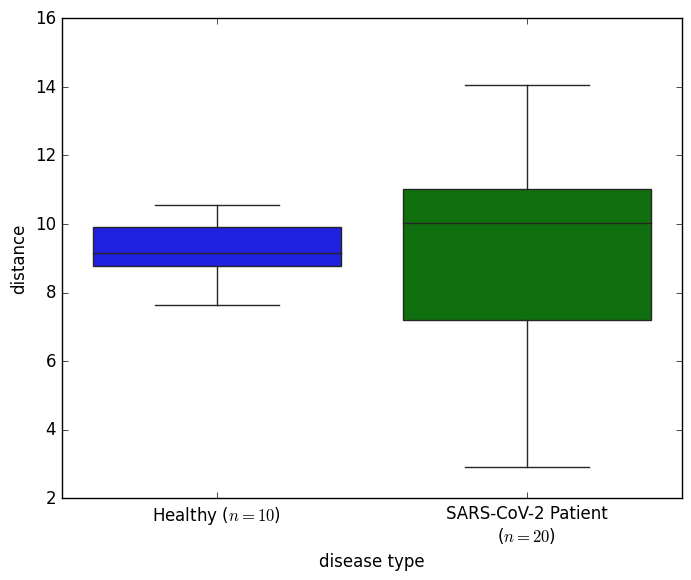 16
14
12
10
8
6
4
2
distance
Healthy (n = 10)
SARS-CoV-2 Patient
(n = 20)
disease type